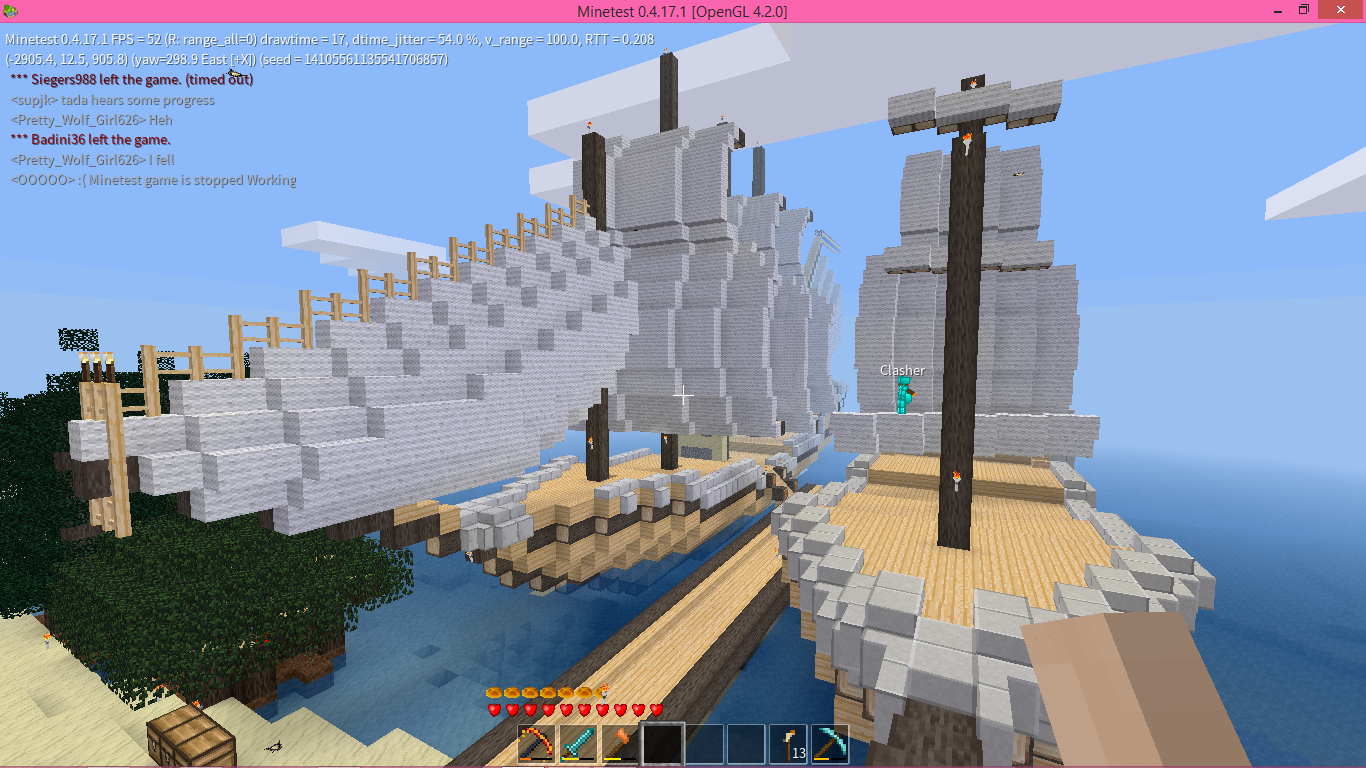 Minetest 0.4.17.1 [OpenGL 4.2.0]
Minetest 0.4.17.1 FPS = 52 (R: range_all=0) drawtime = 17, dtime_jitter = 54.0 %, v_range = 100.0, RTT = 0.208
(-2905.4, 12.5, 905.8) (yaw=298.9 East [+X]) (seed = 14105561135541706857)
*** Siegers988 left the game. (timed out)
<supjk> tada hears some progress
<Pretty_Wolf_Girl626> Heh
*** Badini36 left the game.
<Pretty_Wolf_Girl626> I fell
<OOOOO> :( Minetest game is stopped Working
Clasher
13